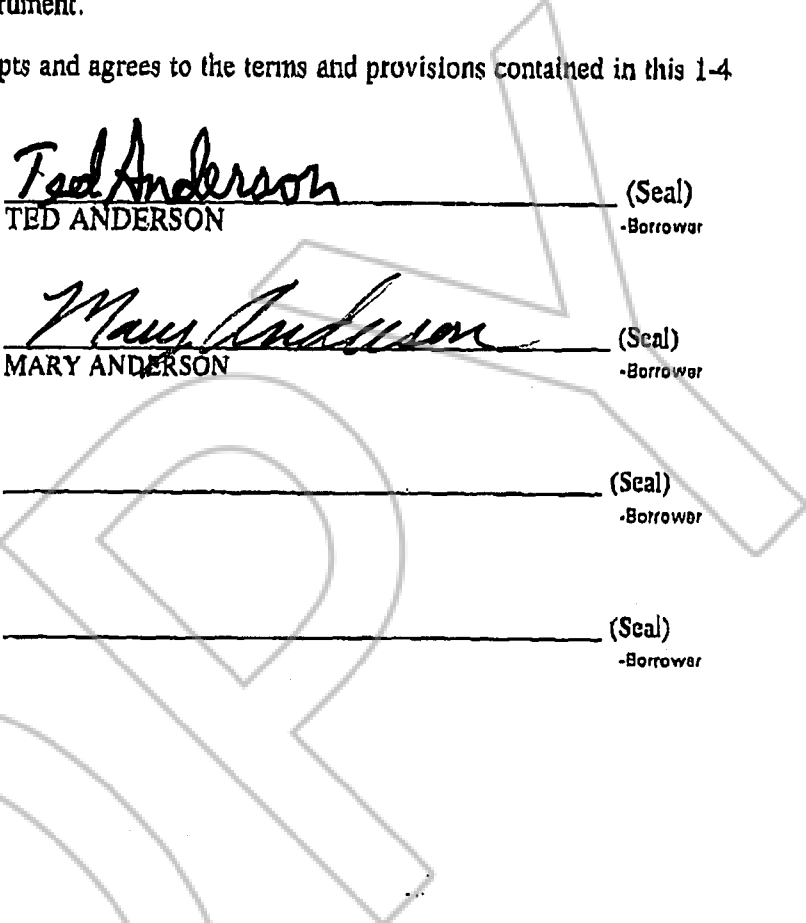 rument.
pts and agrees to the terms and provisions contained in this 1-4
Ted Anderson (Seal)
TED ANDERSON -Borrower
Mary Anderson (Seal)
MARY ANDERSON -Borrower
(Seal)
-Borrower
(Seal)
-Borrower